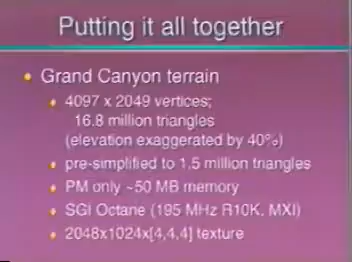 Putting it all together
Grand Canyon terrain
4097 x 2049 vertices;
16.8 million triangles
(elevation exaggerated by 40%)
pre-simplified to 1.5 million triangles
PM only ~50 MB memory
SGI Octane (195 MHz R10K, MXI)
2048x1024x[4,4,4] texture